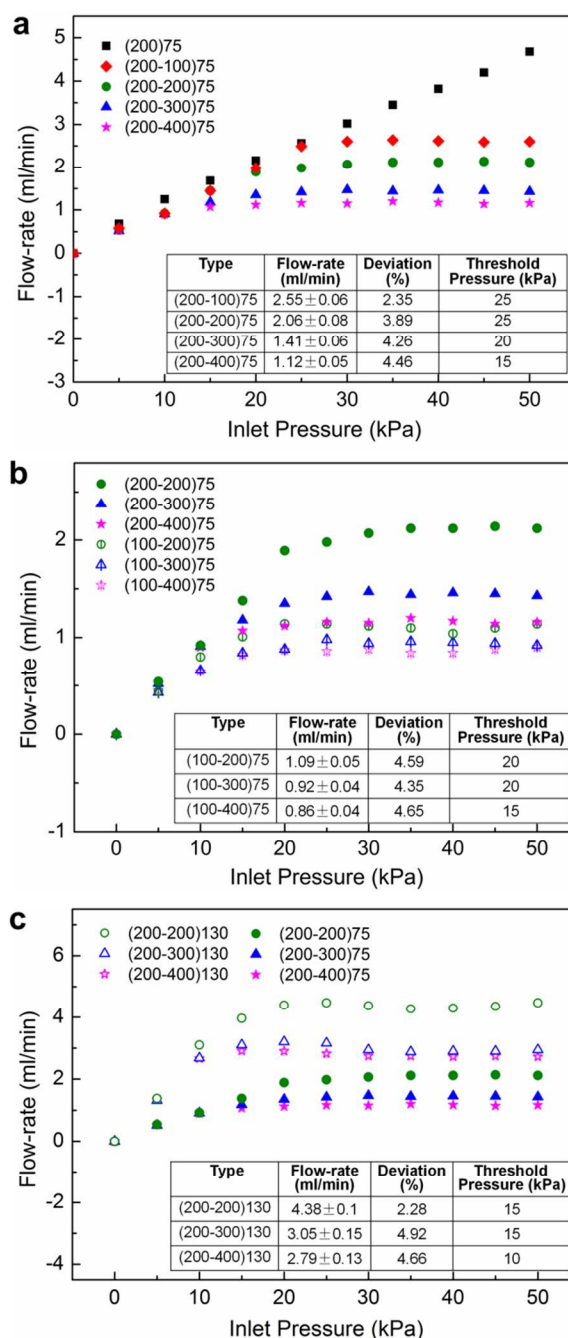 a
(200)75
(200-100)75
(200-200)75
(200-300)75
(200-400)75
5
4
3
2
1
0
-1
-2
-3
Flow-rate (ml/min)
Type Flow-rate (ml/min) Deviation (%) Threshold Pressure (kPa)
(200-100)75 2.55±0.06 2.35 25
(200-200)75 2.06±0.08 3.89 25
(200-300)75 1.41±0.06 4.26 20
(200-400)75 1.12±0.05 4.46 15
0 10 20 30 40 50
Inlet Pressure (kPa)
b
(200-200)75
(200-300)75
(200-400)75
(100-200)75
(100-300)75
(100-400)75
2
1
0
-1
Flow-rate (ml/min)
Type Flow-rate (ml/min) Deviation (%) Threshold Pressure (kPa)
(100-200)75 1.09±0.05 4.59 20
(100-300)75 0.92±0.04 4.35 20
(100-400)75 0.86±0.04 4.65 15
0 10 20 30 40 50
Inlet Pressure (kPa)
c
(200-200)130 (200-200)75
(200-300)130 (200-300)75
(200-400)130 (200-400)75
6
4
2
0
-2
-4
Flow-rate (ml/min)
Type Flow-rate (ml/min) Deviation (%) Threshold Pressure (kPa)
(200-200)130 4.38±0.1 2.28 15
(200-300)130 3.05±0.15 4.92 15
(200-400)130 2.79±0.13 4.66 10
0 10 20 30 40 50
Inlet Pressure (kPa)